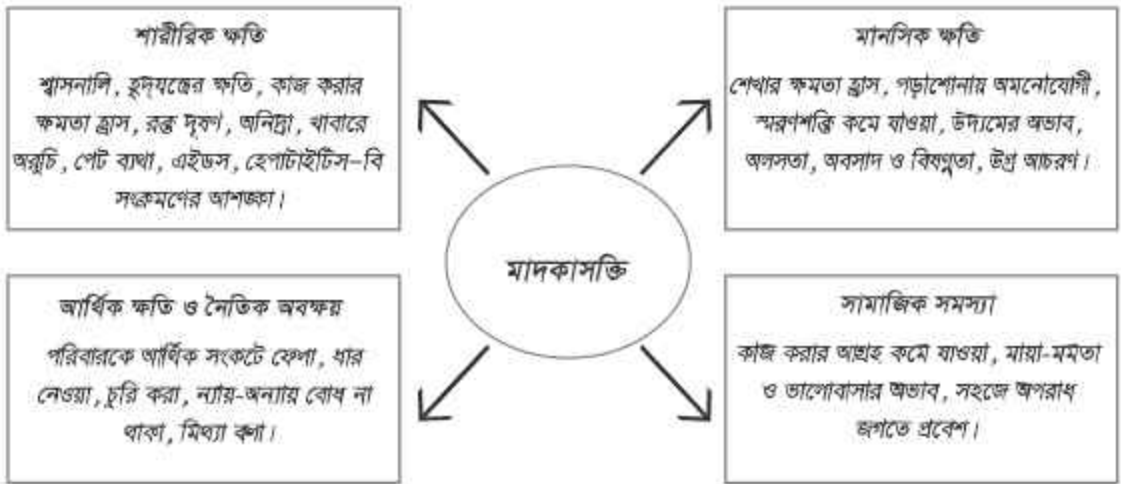 শারীরিক ক্ষতি
শ্বাসনালি, হৃদ্‌যন্ত্রের ক্ষতি, কাজ করার
ক্ষমতা হ্রাস, রক্ত দূষণ, অনিদ্রা, খাবারে
অরুচি, পেট ব্যথা, এইডস, হেপাটাইটিস–বি
সংক্রমণের আশঙ্কা।
মানসিক ক্ষতি
শেখার ক্ষমতা হ্রাস, পড়াশোনায় অমনোযোগী,
স্মরণশক্তি কমে যাওয়া, উদ্যমের অভাব,
অলসতা, অবসাদ ও বিষণ্ণতা, উগ্র আচরণ।
মাদকাসক্তি
আর্থিক ক্ষতি ও নৈতিক অবক্ষয়
পরিবারকে আর্থিক সংকটে ফেলা, ধার
নেওয়া, চুরি করা, ন্যায়-অন্যায় বোধ না
থাকা, মিথ্যা বলা।
সামাজিক সমস্যা
কাজ করার আগ্রহ কমে যাওয়া, মায়া-মমতা
ও ভালোবাসার অভাব, সহজে অপরাধ
জগতে প্রবেশ।